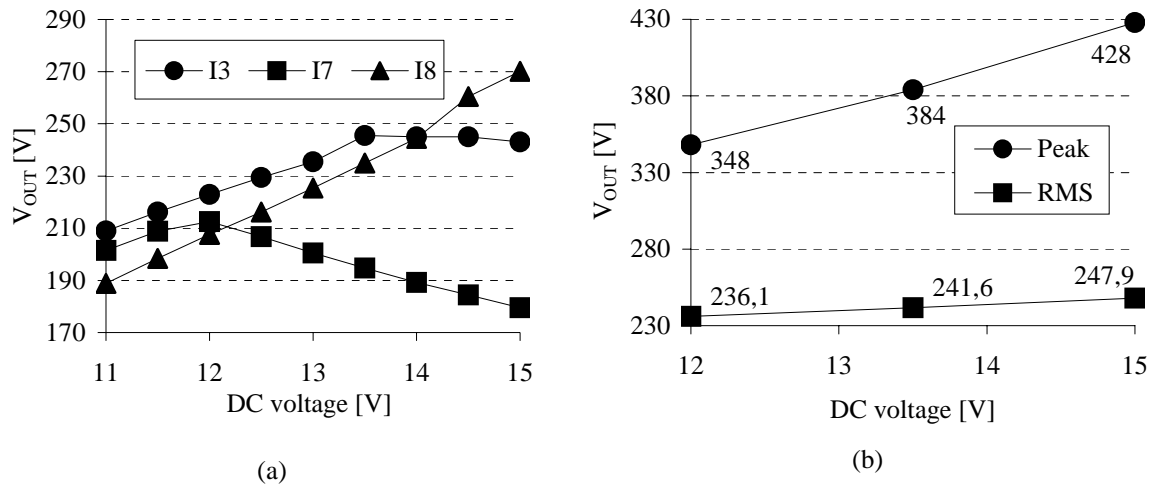 290
270
250
230
210
190
170
VOUT [V]
I3 I7 I8
11 12 13 14 15
DC voltage [V]
(a)
430
380
330
280
230
VOUT [V]
428
384
348
Peak
RMS
236,1
241,6
247,9
12 13 14 15
DC voltage [V]
(b)